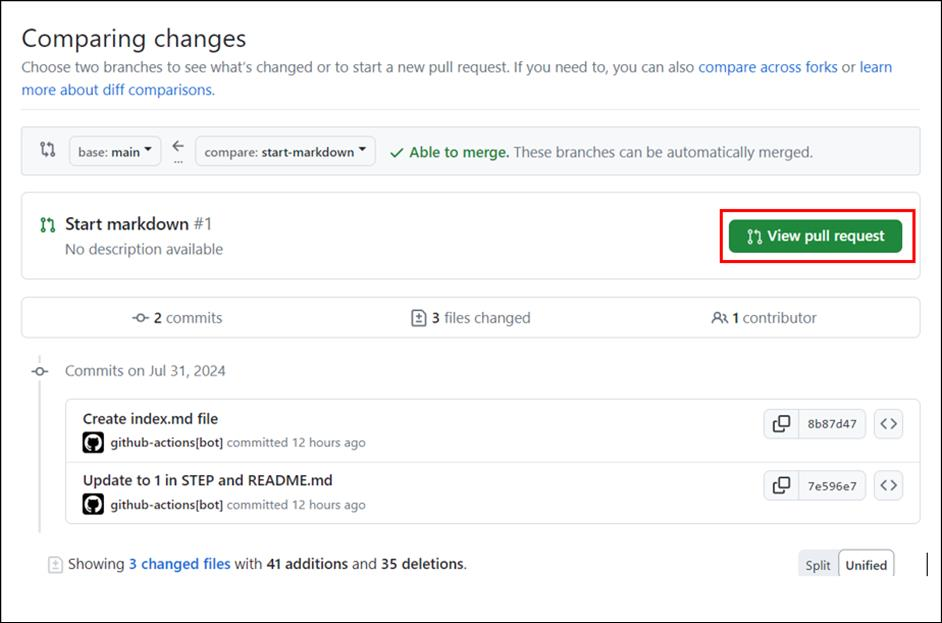 Comparing changes
Choose two branches to see what's changed or to start a new pull request. If you need to, you can also compare across forks or learn
more about diff comparisons.
base: main ... compare: start-markdown Able to merge. These branches can be automatically merged.
Start markdown #1
No description available
View pull request
2 commits 3 files changed 1 contributor
Commits on Jul 31, 2024
Create index.md file
github-actions[bot] committed 12 hours ago
8b87d47
Update to 1 in STEP and README.md
github-actions[bot] committed 12 hours ago
7e596e7
Showing 3 changed files with 41 additions and 35 deletions.
Split Unified